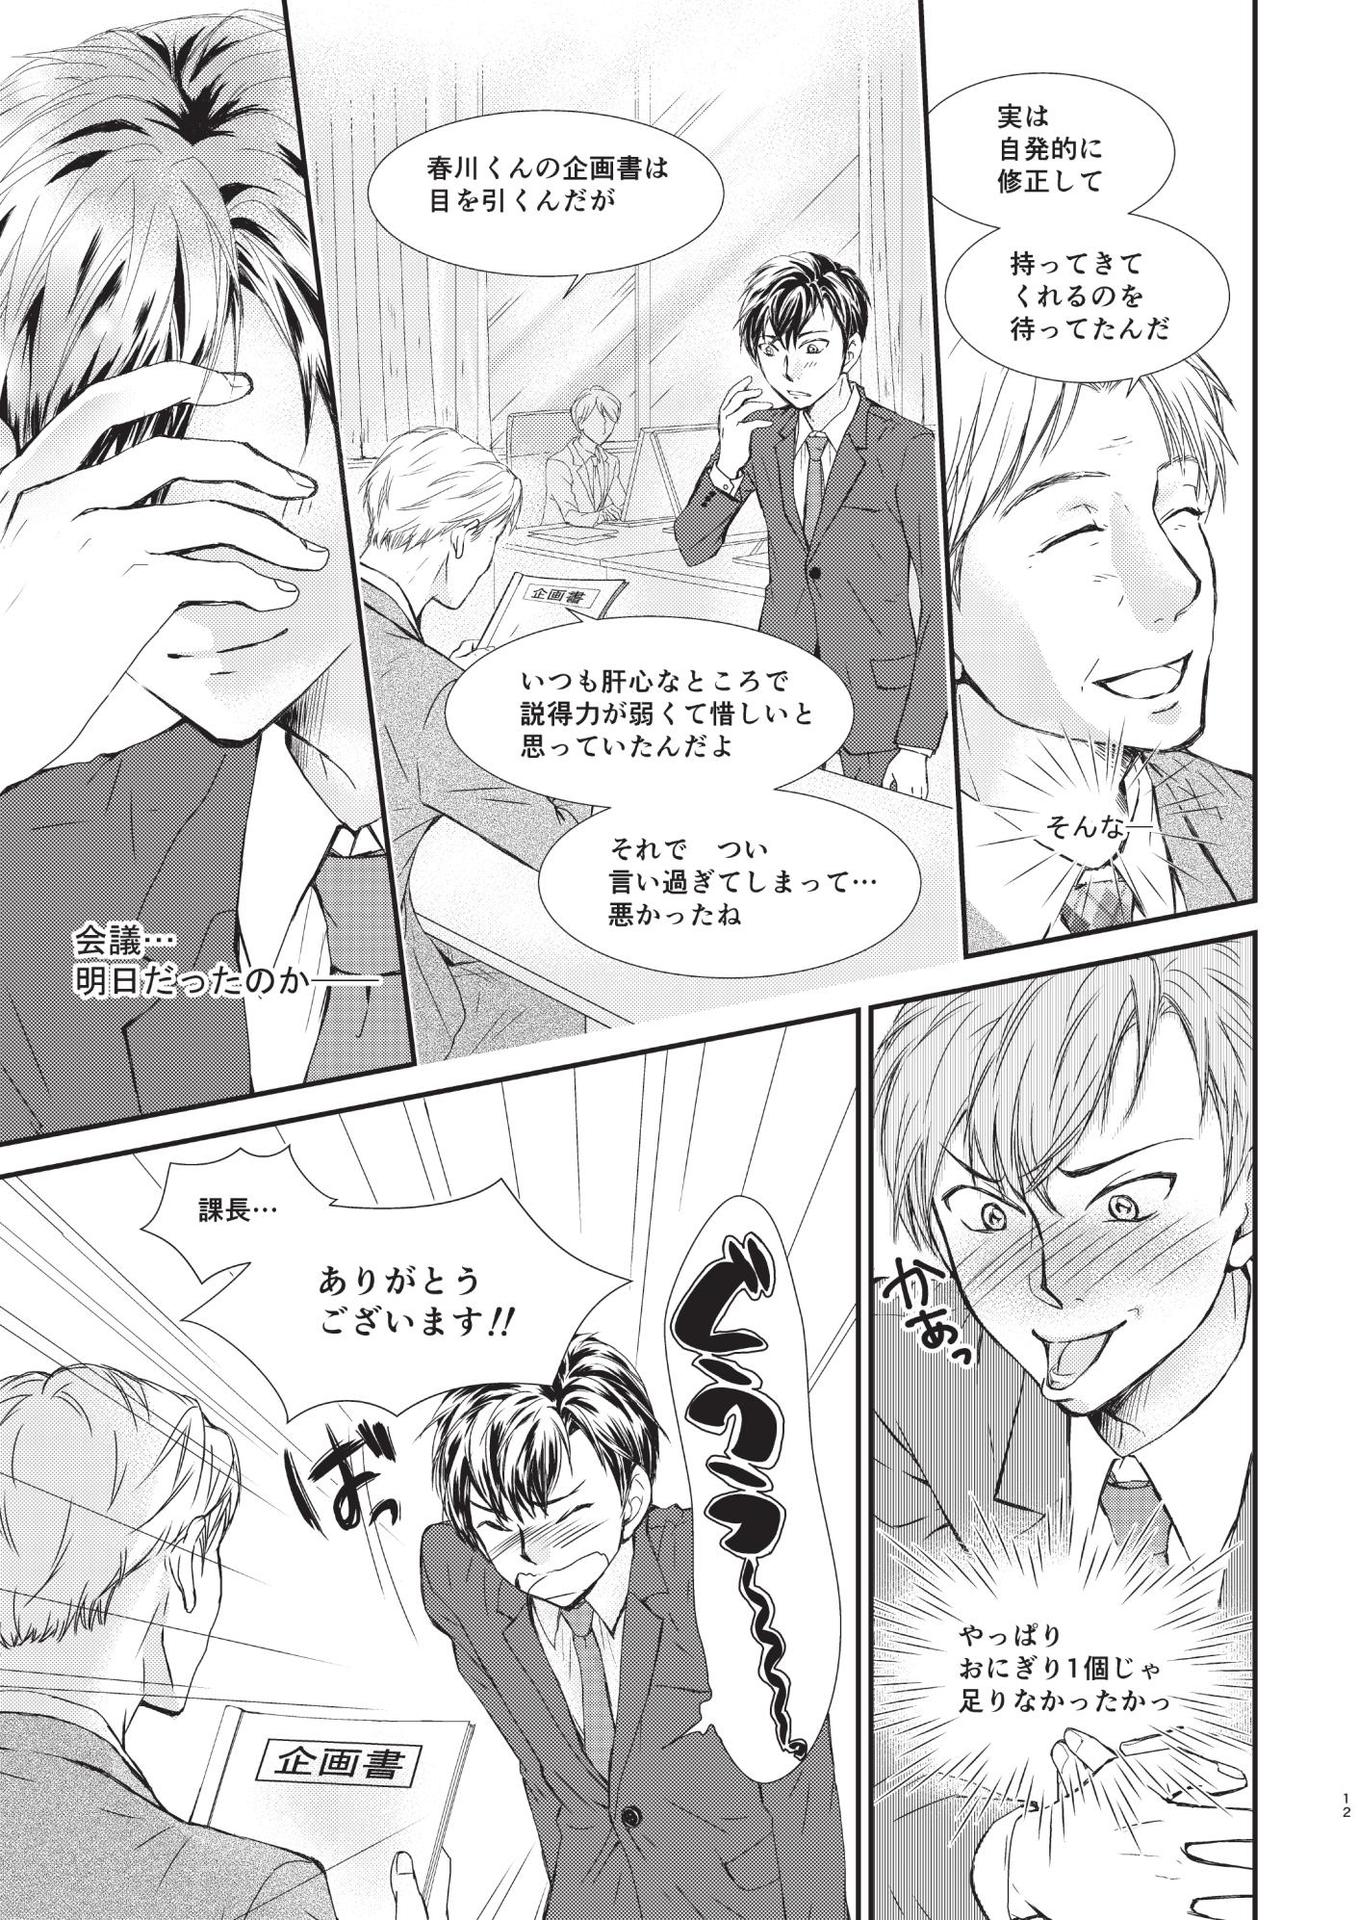 実は
自発的に
修正して
持ってきて
くれるのを
待ってたんだ
そんな―
春川くんの企画書は
目を引くんだが
企画書
いつも肝心なところで
説得力が弱くて惜しいと
思っていたんだよ
それで　つい
言い過ぎてしまって…
悪かったね
会議…
明日だったのか――
かあっ
やっぱり
おにぎり1個じゃ
足りなかったかっ
課長…
ありがとう
ございます!!
ばっ
ぐううう〜〜っ
企画書
12